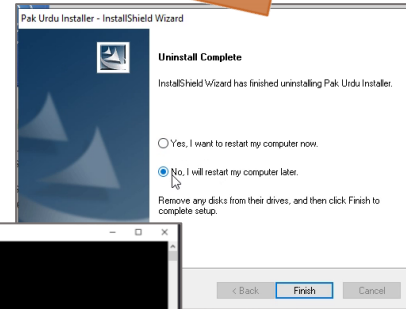 Pak Urdu Installer - InstallShield Wizard
Uninstall Complete
InstallShield Wizard has finished uninstalling Pak Urdu Installer.
Yes, I want to restart my computer now.
No, I will restart my computer later.
Remove any disks from their drives, and then click Finish to
complete setup.
< Back
Finish
Cancel